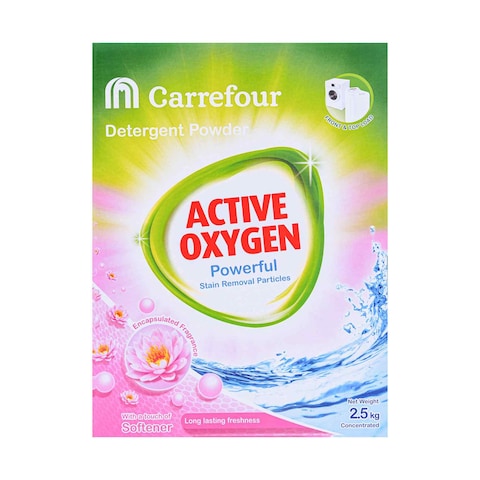 Carrefour
Detergent Powder
FRONT & TOP LOAD
ACTIVE
OXYGEN
Powerful
Stain Removal Particles
Encapsulated Fragrance
With a touch of
Softener
Long lasting freshness
Net Weight
2.5 kg
Concentrated